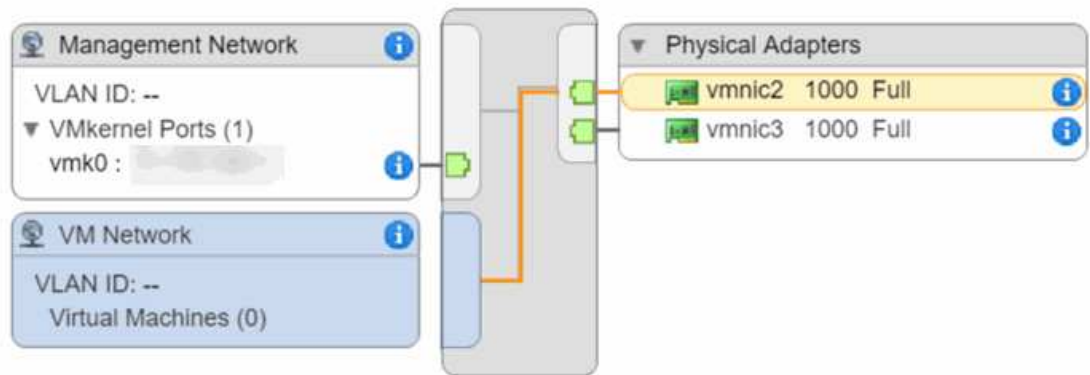 Management Network
VLAN ID: --
VMkernel Ports (1)
vmk0 :
VM Network
VLAN ID: --
Virtual Machines (0)
Physical Adapters
vmnic2 1000 Full
vmnic3 1000 Full